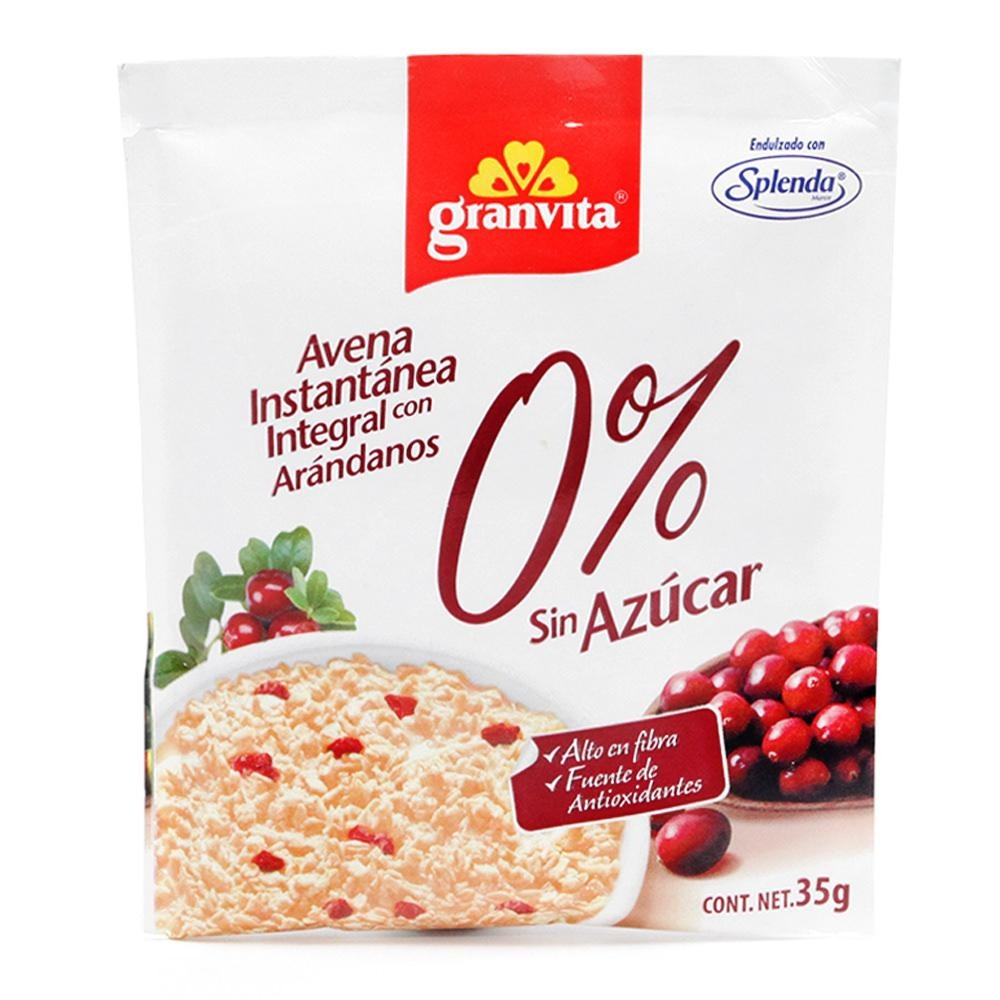 granvita®
Endulzado con
Splenda®
Avena
Instantánea
Integral con
Arándanos
0%
Sin Azúcar
✓Alto en fibra
✓Fuente de
Antioxidantes
CONT. NET.35g